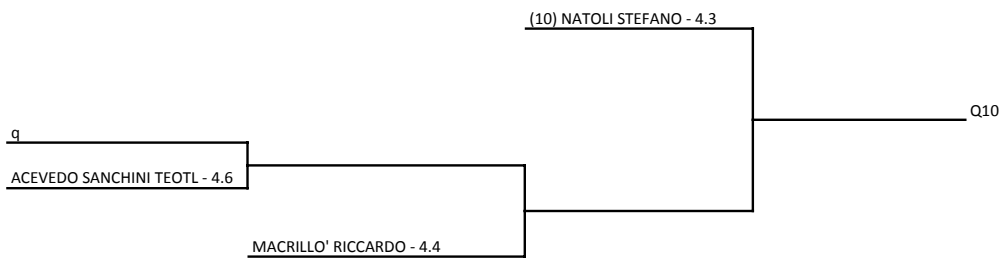 (10) NATOLI STEFANO - 4.3
Q10
q
ACEVEDO SANCHINI TEOTL - 4.6
MACRILLO' RICCARDO - 4.4